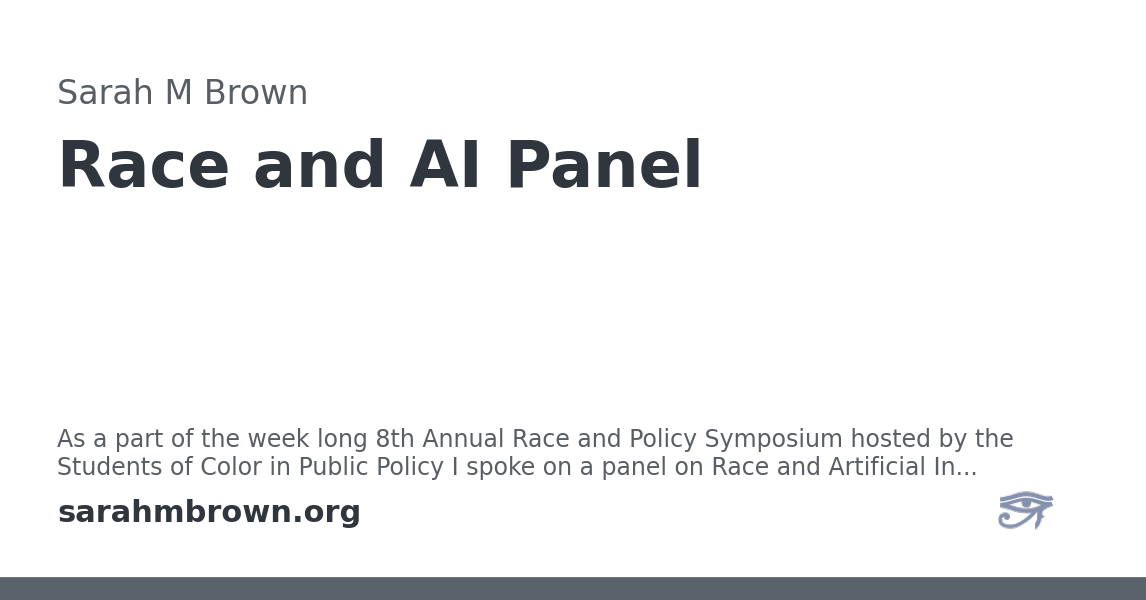 Sarah M Brown
Race and AI Panel
As a part of the week long 8th Annual Race and Policy Symposium hosted by the
Students of Color in Public Policy I spoke on a panel on Race and Artificial In...
sarahmbrown.org